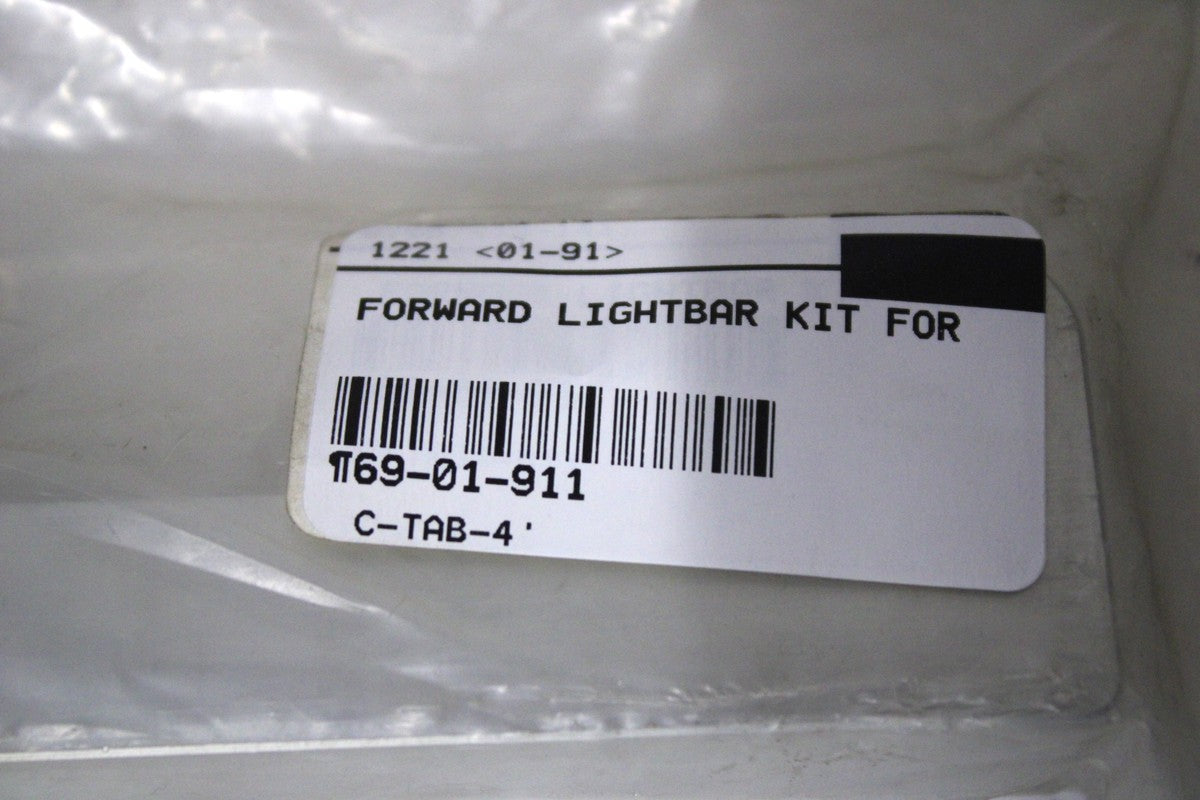 1221 <01-91>
FORWARD LIGHTBAR KIT FOR
¶69-01-911
C-TAB-4'